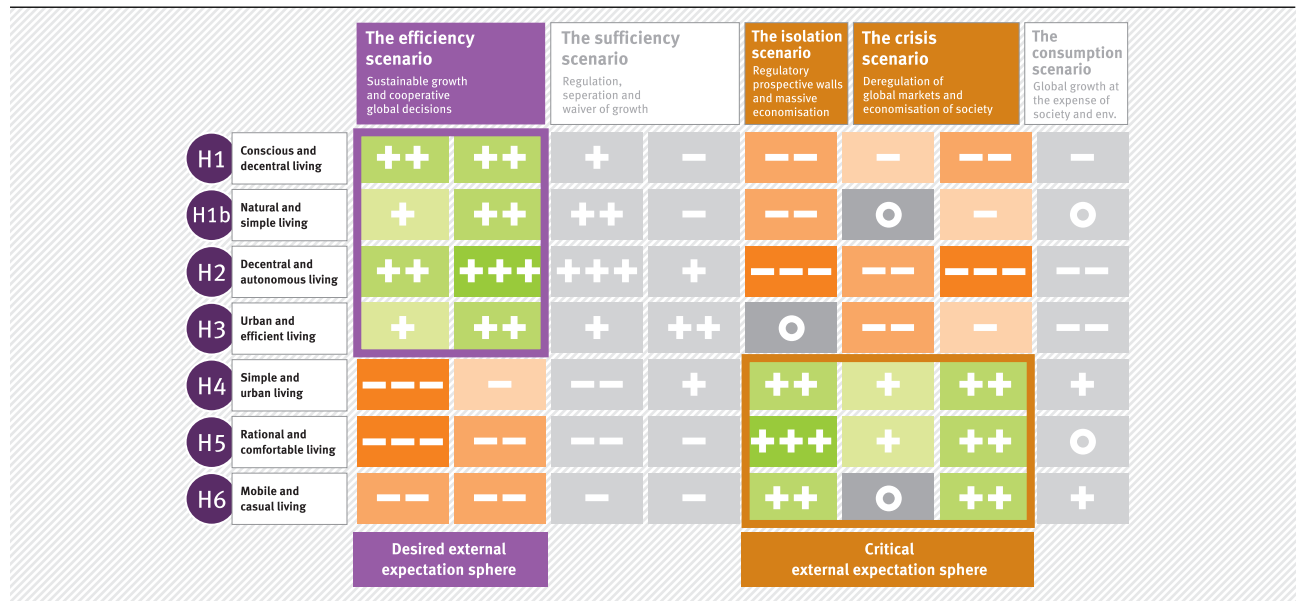 The efficiency
scenario
Sustainable growth
and cooperative
global decisions
The sufficiency
scenario
Regulation,
seperation and
waiver of growth
The isolation
scenario
Regulatory
prospective walls
and massive
economisation
The crisis
scenario
Deregulation of
global markets and
economisation of society
The
consumption
scenario
Global growth at
the expense of
society and env.
H1
Conscious and
decentral living
++ ++ + − −− − −− −
H1b
Natural and
simple living
+ ++ ++ − −− o − o
H2
Decentral and
autonomous living
++ +++ +++ + −−− −− −−− −−
H3
Urban and
efficient living
+ ++ + ++ o −− − −−
H4
Simple and
urban living
−−− − −− + ++ + ++ +
H5
Rational and
comfortable living
−−− −− −− − +++ + ++ o
H6
Mobile and
casual living
−− −− − − ++ o ++ +
Desired external
expectation sphere
Critical
external expectation sphere